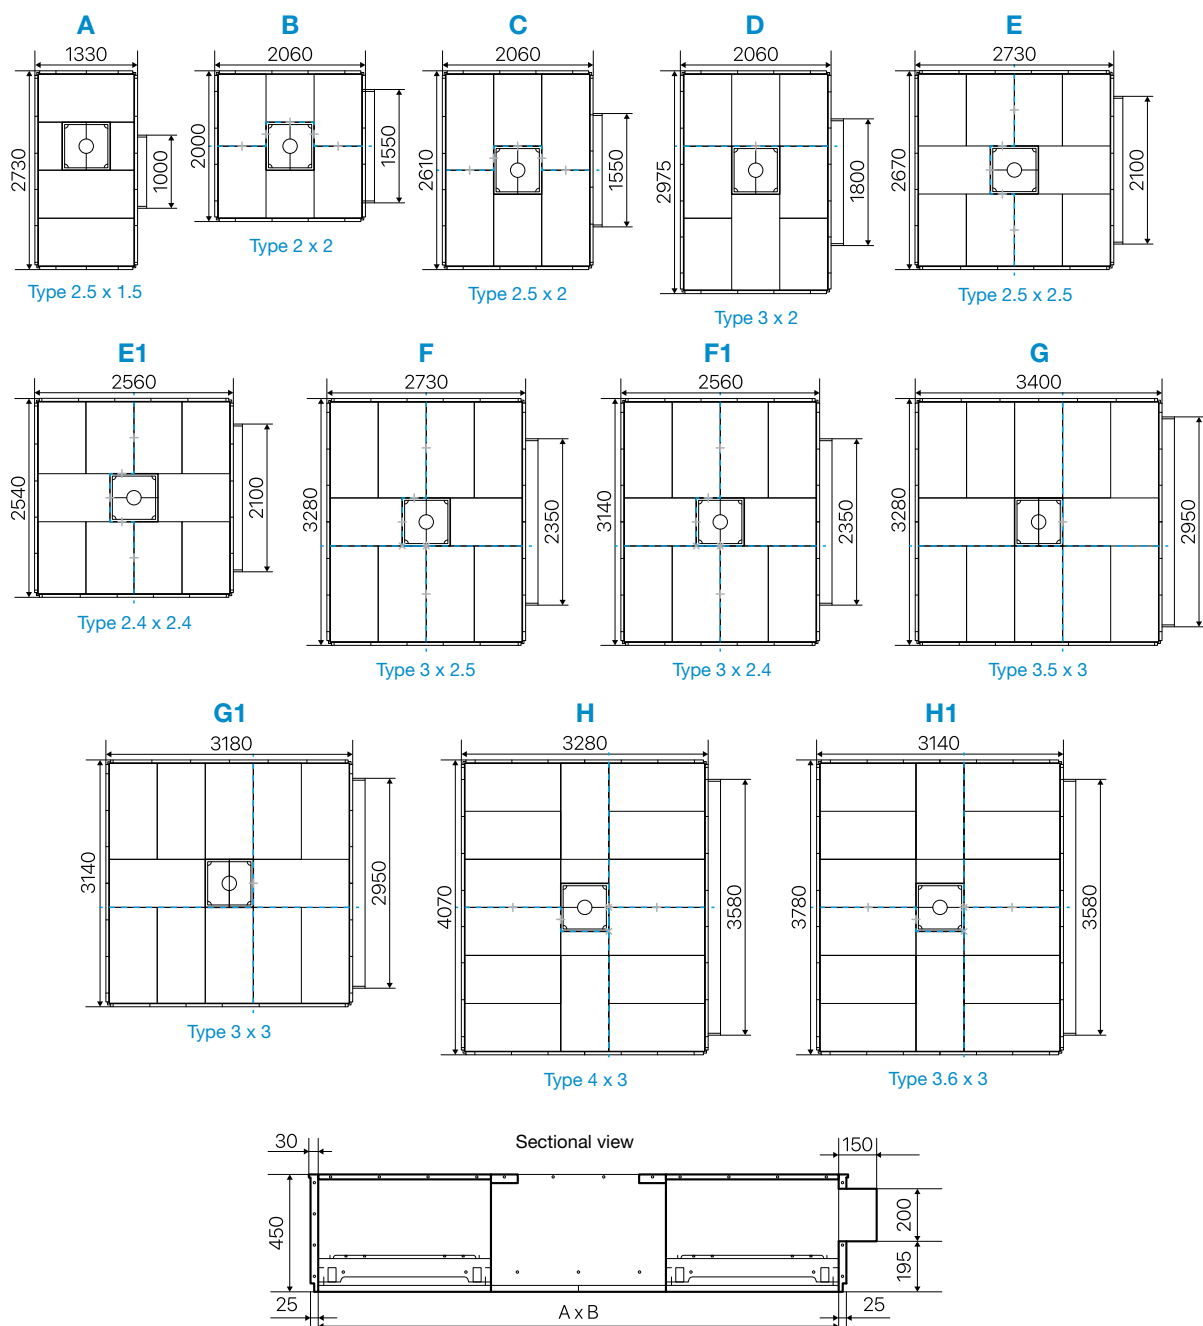 A
B
C
D
E
1330
2060
2060
2060
2730
2730
1000
2000
1550
2610
1550
2975
1800
2670
2100
Type 2.5 x 1.5
Type 2 x 2
Type 2.5 x 2
Type 3 x 2
Type 2.5 x 2.5
E1
F
F1
G
2560
2730
2560
3400
2540
2100
3280
2350
3140
2350
3280
2950
Type 2.4 x 2.4
Type 3 x 2.5
Type 3 x 2.4
Type 3.5 x 3
G1
H
H1
3180
3280
3140
3140
2950
4070
3580
3780
3580
Type 3 x 3
Type 4 x 3
Type 3.6 x 3
Sectional view
30
150
450
200
195
25
A x B
25